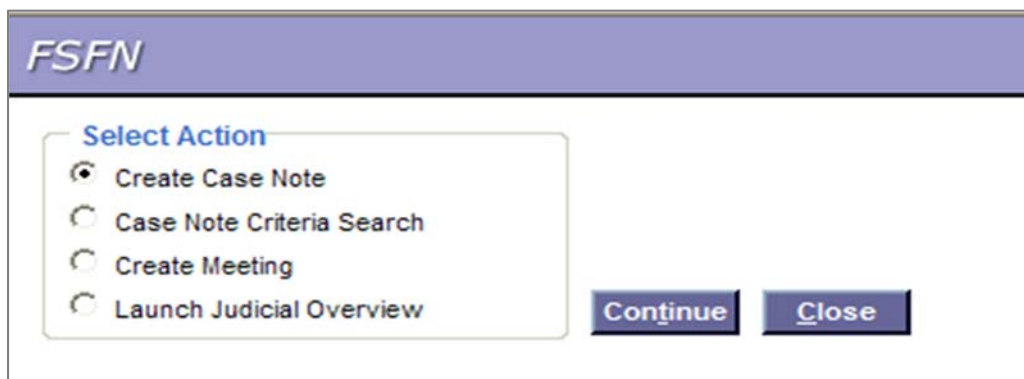 FSFN
Select Action
Create Case Note
Case Note Criteria Search
Create Meeting
Launch Judicial Overview
Continue Close